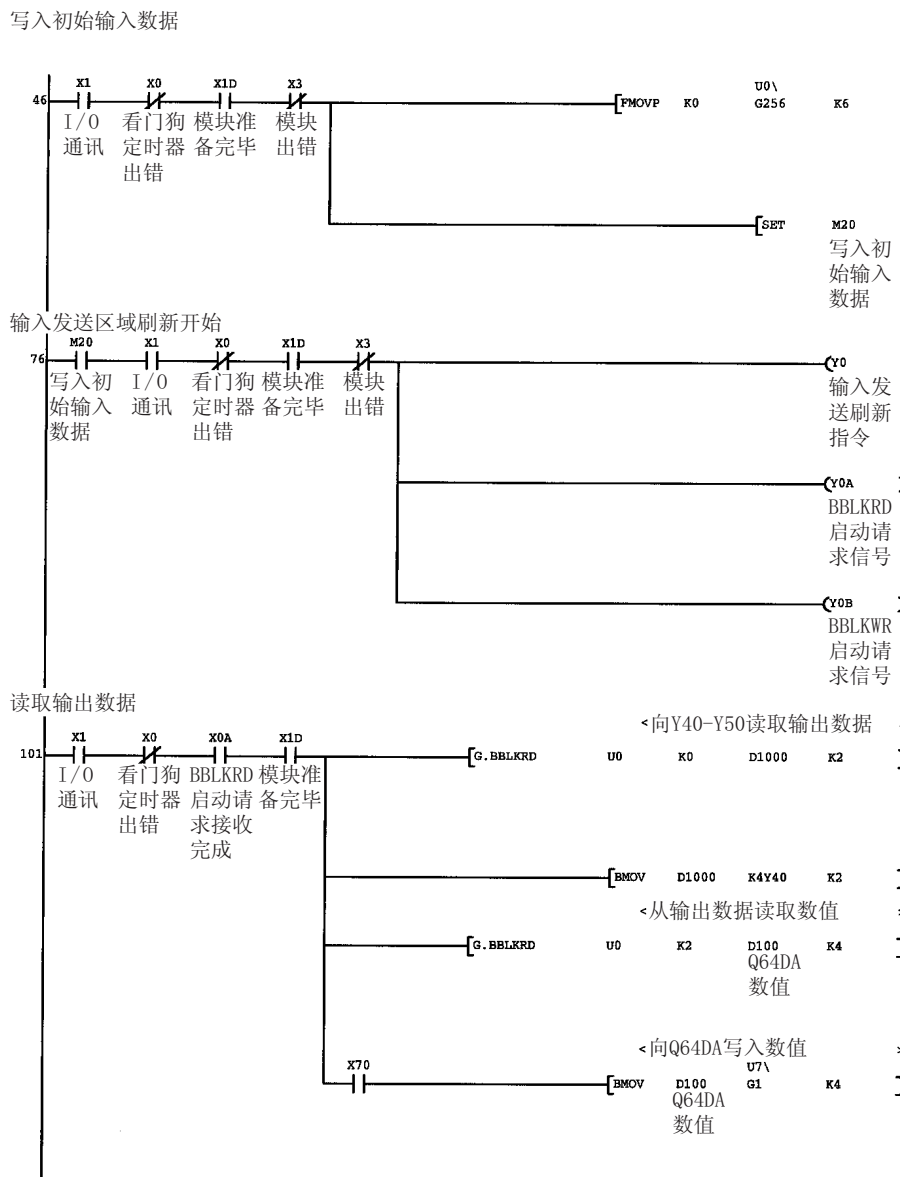 写入初始输入数据
X1 X0 X1D X3
46 [FMOVP K0 U0\ G256 K6
I/O 通讯
看门狗 定时器 出错
模块准 备完毕
模块 出错
[SET M20
写入初
始输入
数据
输入发送区域刷新开始
M20 X1 X0 X1D X3
76 (Y0
写入初 始输入 数据
I/O 通讯
看门狗 定时器 出错
模块准 备完毕
模块 出错
输入发
送刷新
指令
(Y0A
BBLKRD
启动请
求信号
(Y0B
BBLKWR
启动请
求信号
读取输出数据
<向Y40-Y50读取输出数据
X1 X0 X0A X1D
101 [G.BBLKRD U0 K0 D1000 K2 ]
I/O 通讯
看门狗 定时器 出错
BBLKRD 启动请 求接收 完成
模块准 备完毕
[BMOV D1000 K4Y40 K2 ]
<从输出数据读取数值
[G.BBLKRD U0 K2 D100 K4 ]
Q64DA
数值
<向Q64DA写入数值 >
X70 [BMOV D100 U7\ G1 K4 ]
Q64DA
数值